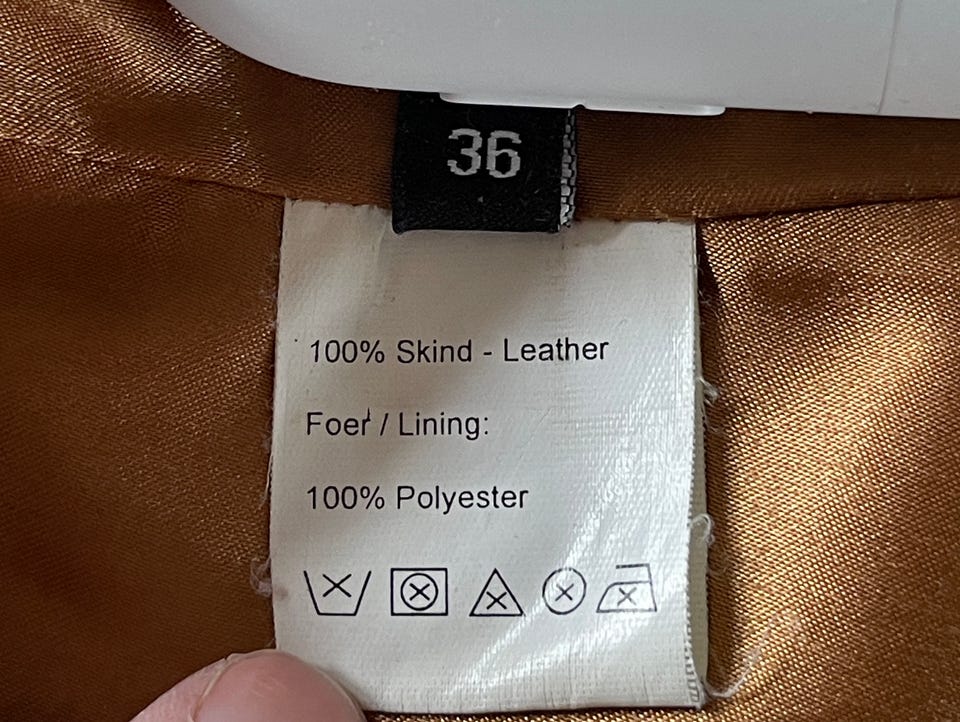 36
100% Skind - Leather
Foer / Lining:
100% Polyester